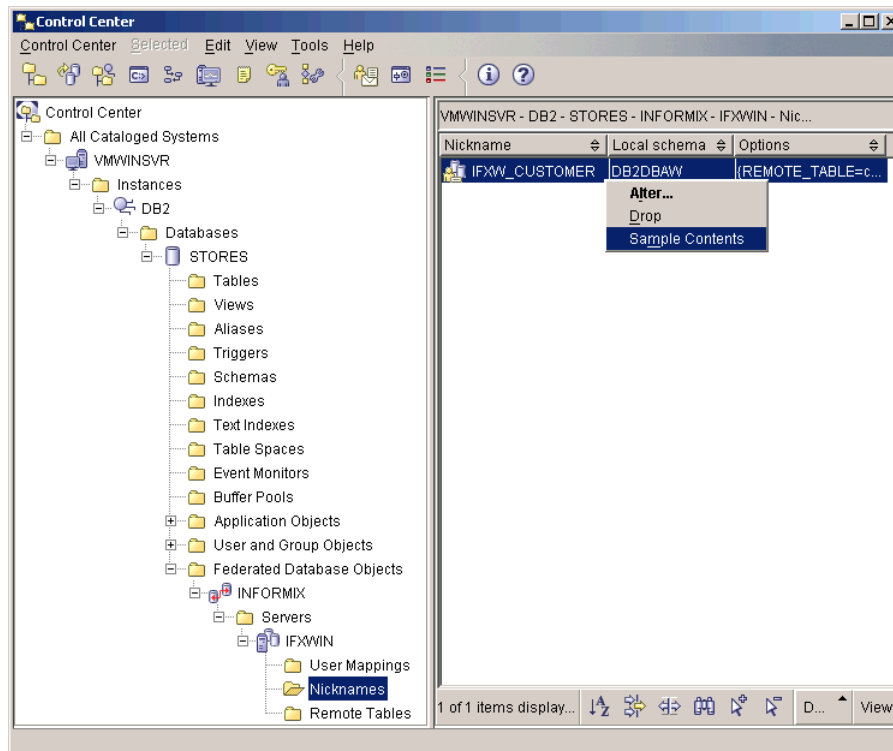 Control Center
Control Center Selected Edit View Tools Help
Control Center
All Cataloged Systems
VMWINSVR
Instances
DB2
Databases
STORES
Tables
Views
Aliases
Triggers
Schemas
Indexes
Text Indexes
Table Spaces
Event Monitors
Buffer Pools
Application Objects
User and Group Objects
Federated Database Objects
INFORMIX
Servers
IFXWIN
User Mappings
Nicknames
Remote Tables
VMWINSVR - DB2 - STORES - INFORMIX - IFXWIN - Nic...
Nickname Local schema Options
IFXW_CUSTOMER DB2DBAW {REMOTE_TABLE=c...
Alter...
Drop
Sample Contents
1 of 1 items display... D... View